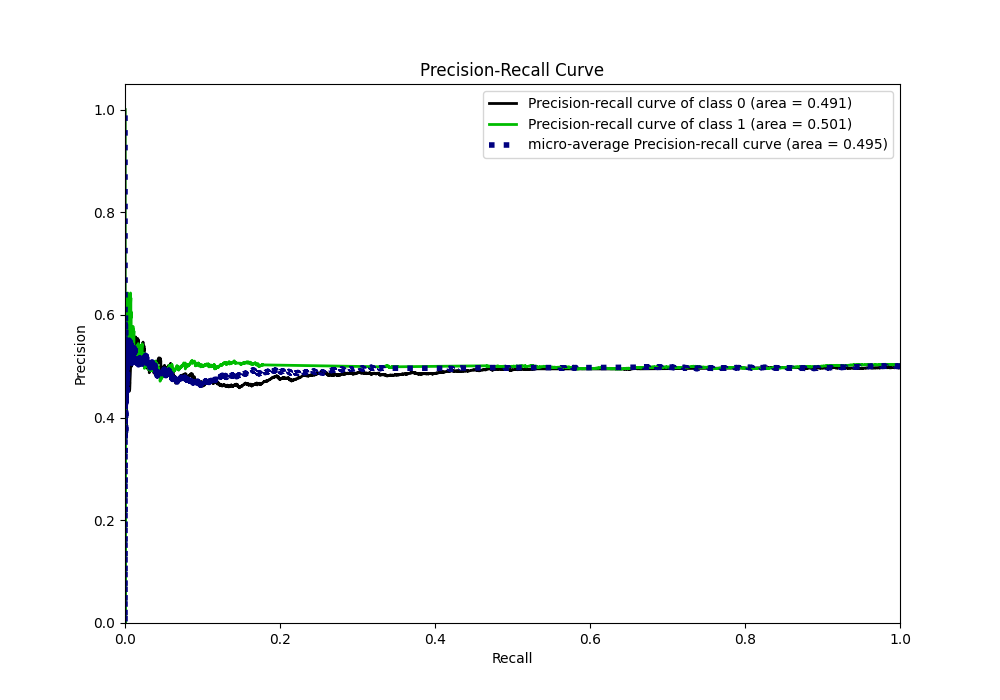 Precision-Recall Curve
Precision-recall curve of class 0 (area = 0.491)
Precision-recall curve of class 1 (area = 0.501)
micro-average Precision-recall curve (area = 0.495)
Precision
1.0
0.8
0.6
0.4
0.2
0.0
0.0 0.2 0.4 0.6 0.8 1.0
Recall